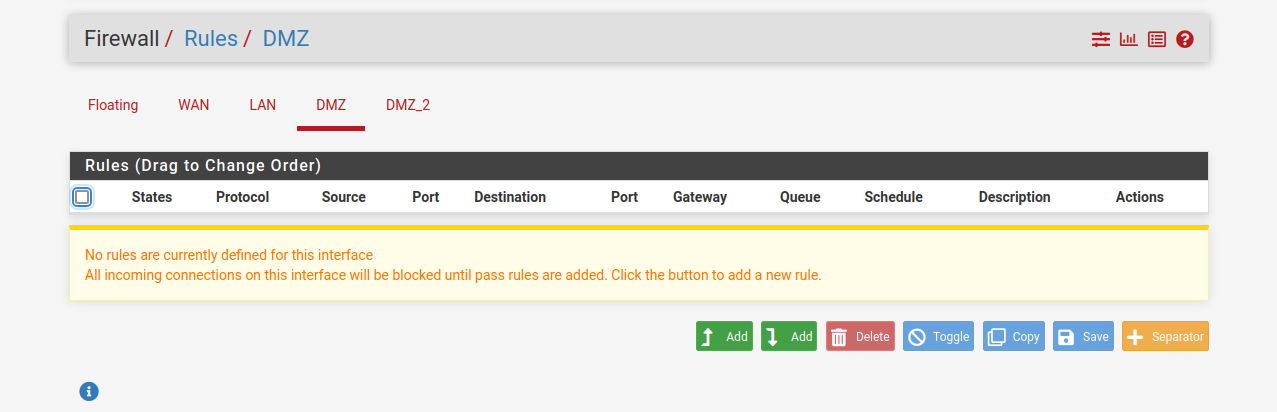 Firewall / Rules / DMZ
Floating WAN LAN DMZ DMZ_2
Rules (Drag to Change Order)
States Protocol Source Port Destination Port Gateway Queue Schedule Description Actions
No rules are currently defined for this interface
All incoming connections on this interface will be blocked until pass rules are added. Click the button to add a new rule.
Add Add Delete Toggle Copy Save Separator